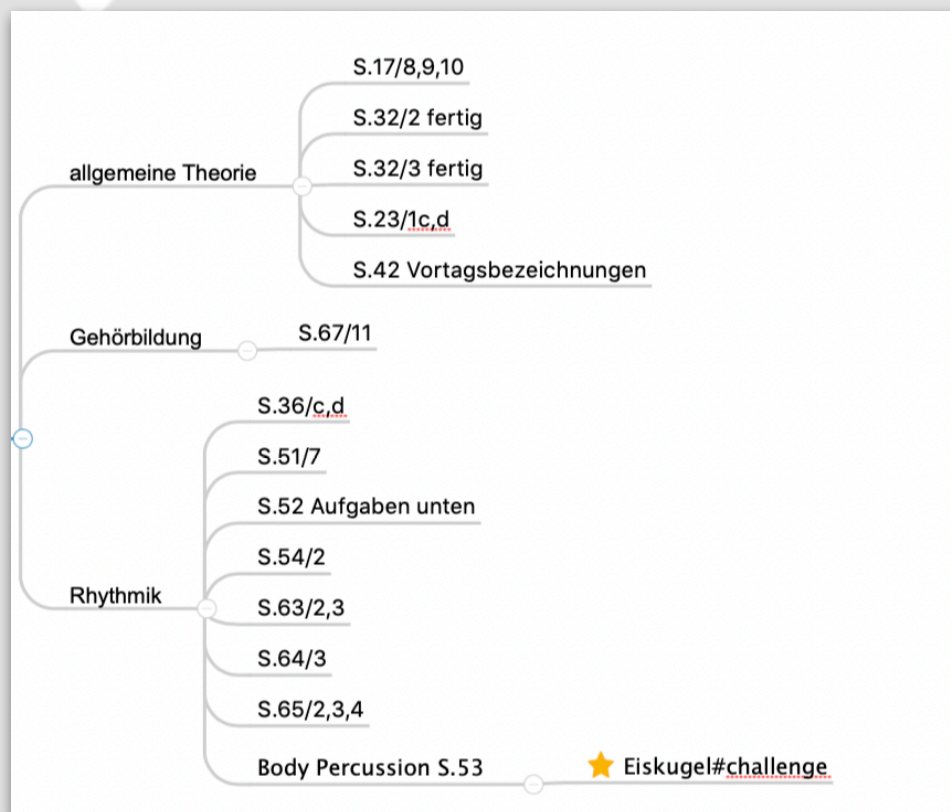 allgemeine Theorie
S.17/8,9,10
S.32/2 fertig
S.32/3 fertig
S.23/1c,d
S.42 Vortagsbezeichnungen
Gehörbildung
S.67/11
Rhythmik
S.36/c,d
S.51/7
S.52 Aufgaben unten
S.54/2
S.63/2,3
S.64/3
S.65/2,3,4
Body Percussion S.53
Eiskugel#challenge